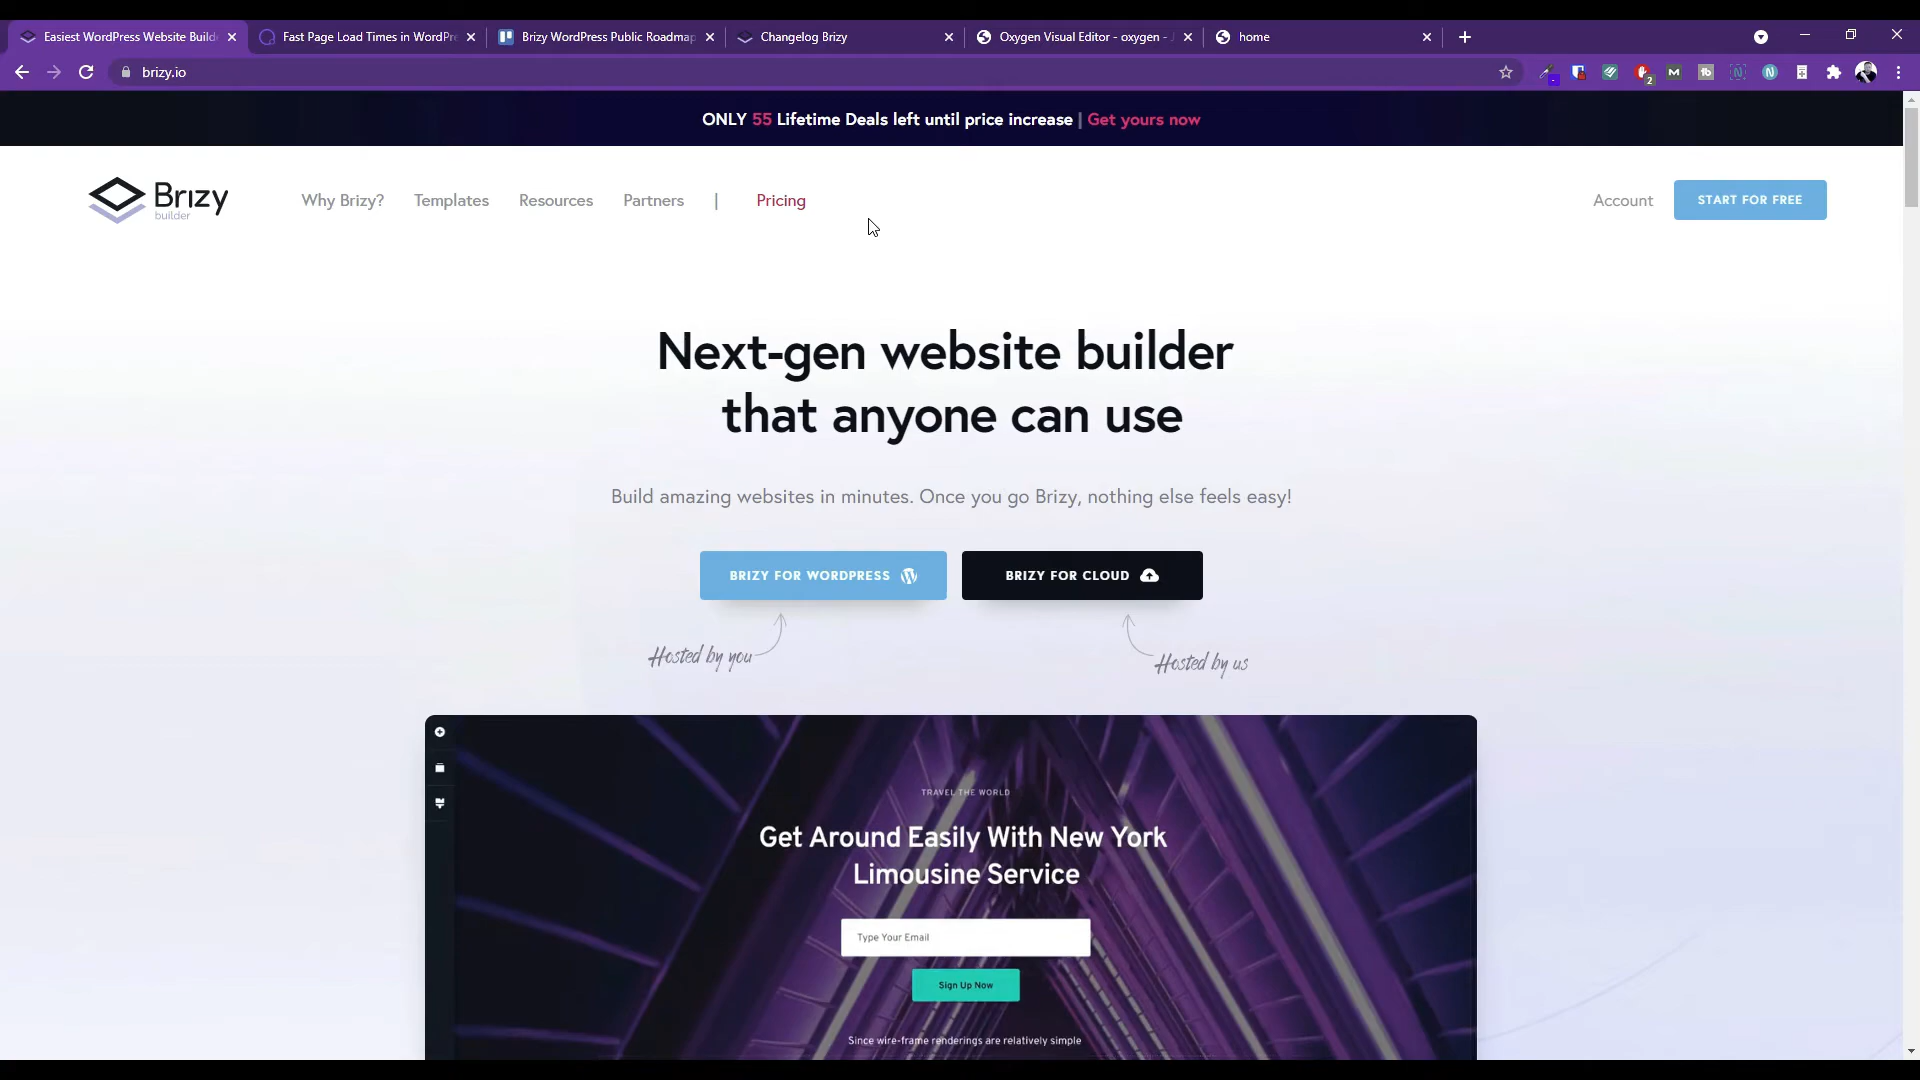 Easiest WordPress Website Build
Fast Page Load Times in WordPre
Brizy WordPress Public Roadmap
Changelog Brizy
Oxygen Visual Editor - oxygen -
home
brizy.io
2
ONLY 55 Lifetime Deals left until price increase | Get yours now
Brizy
builder
Why Brizy?
Templates
Resources
Partners
|
Pricing
Account
START FOR FREE
Next-gen website builder
that anyone can use
Build amazing websites in minutes. Once you go Brizy, nothing else feels easy!
BRIZY FOR WORDPRESS
BRIZY FOR CLOUD
Hosted by you
Hosted by us
TRAVEL THE WORLD
Get Around Easily With New York
Limousine Service
Type Your Email
Sign Up Now
Since wire-frame renderings are relatively simple